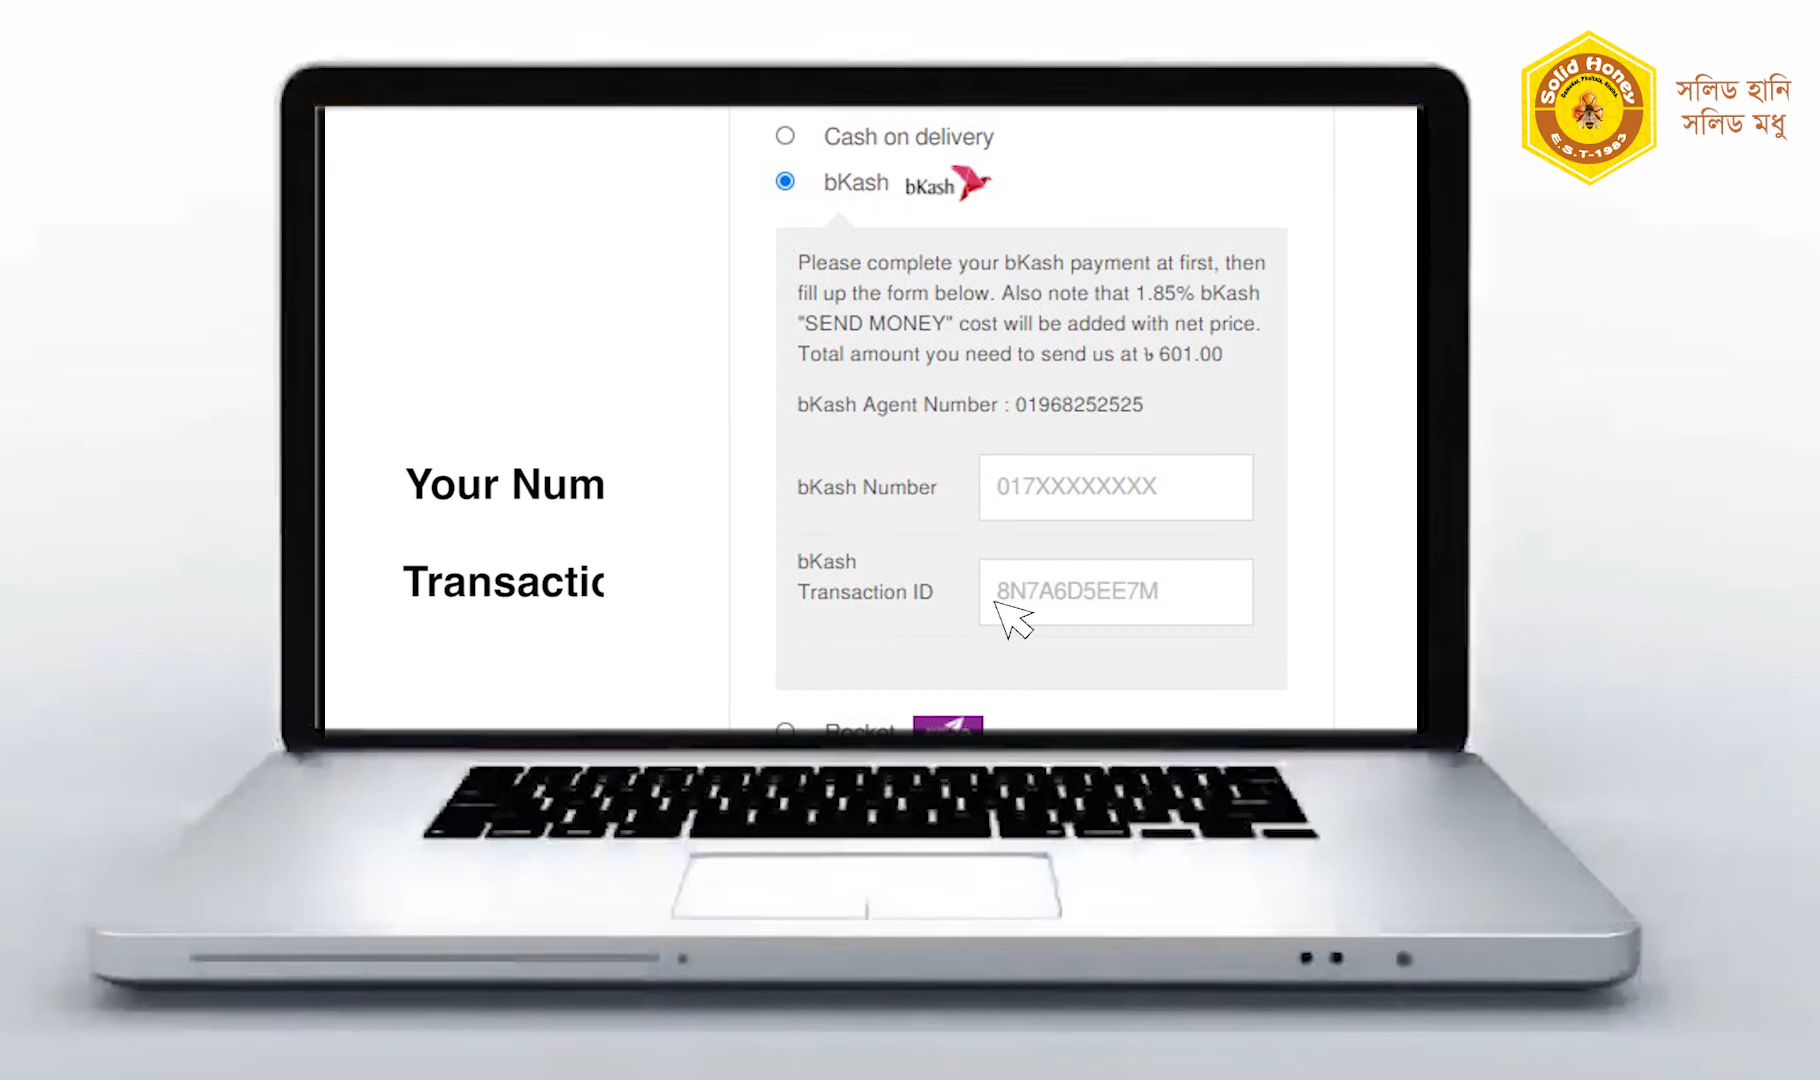 Solid Honey
E.S.T-1983
সলিড হানি
সলিড মধু
Cash on delivery
bKash bKash
Please complete your bKash payment at first, then
fill up the form below. Also note that 1.85% bKash
"SEND MONEY" cost will be added with net price.
Total amount you need to send us at ৳ 601.00
bKash Agent Number : 01968252525
Your Num
bKash Number 017XXXXXXXX
Transactic
bKash
Transaction ID 8N7A6D5EE7M
Rocket